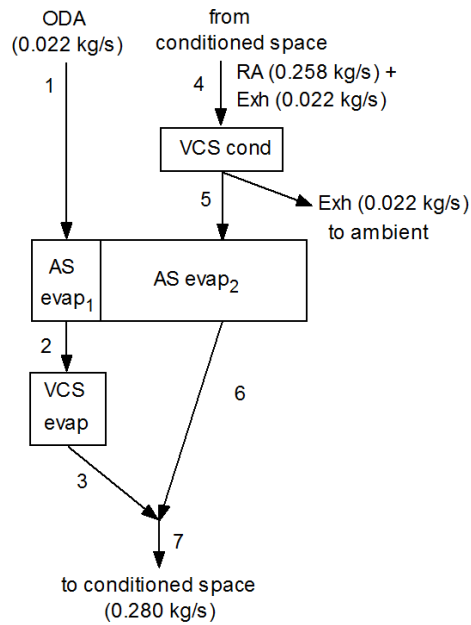 ODA
(0.022 kg/s)
from
conditioned space
1
4
RA (0.258 kg/s) +
Exh (0.022 kg/s)
VCS cond
5
Exh (0.022 kg/s)
to ambient
AS
evap1
AS evap2
2
6
VCS
evap
3
7
to conditioned space
(0.280 kg/s)